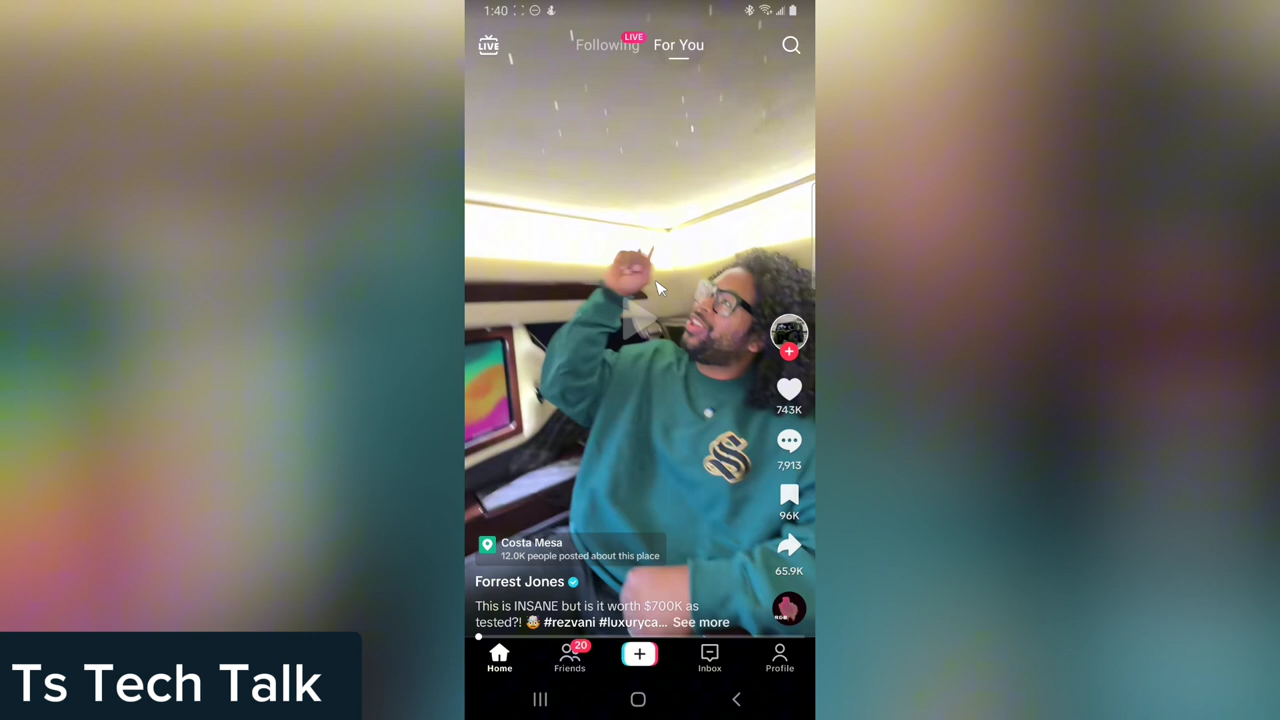 1:40
LIVE
Following
LIVE
For You
743K
7,913
96K
65.9K
Costa Mesa
12.0K people posted about this place
Forrest Jones
This is INSANE but is it worth $700K as
tested?! 🤯 #rezvani #luxuryca... See more
Home
20
Friends
Inbox
Profile
Ts Tech Talk